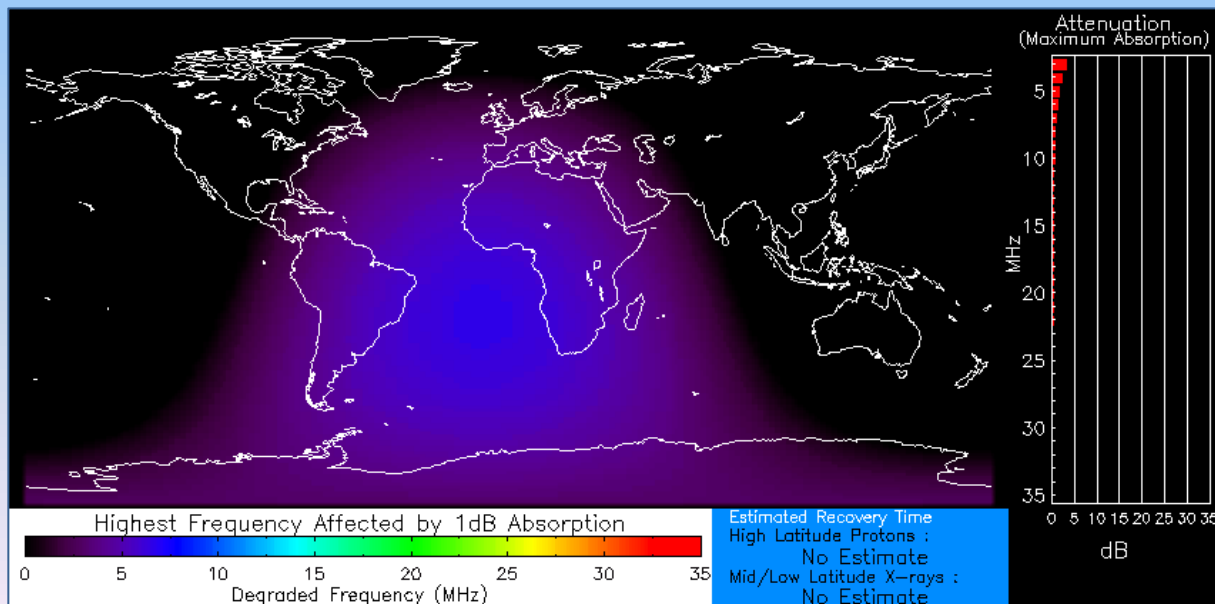 Attenuation
(Maximum Absorption)
5
10
15
20
25
30
35
MHz
0 5 10 15 20 25 30 35
dB
Highest Frequency Affected by 1dB Absorption
0 5 10 15 20 25 30 35
Degraded Frequency (MHz)
Estimated Recovery Time
High Latitude Protons :
No Estimate
Mid/Low Latitude X-rays :
No Estimate